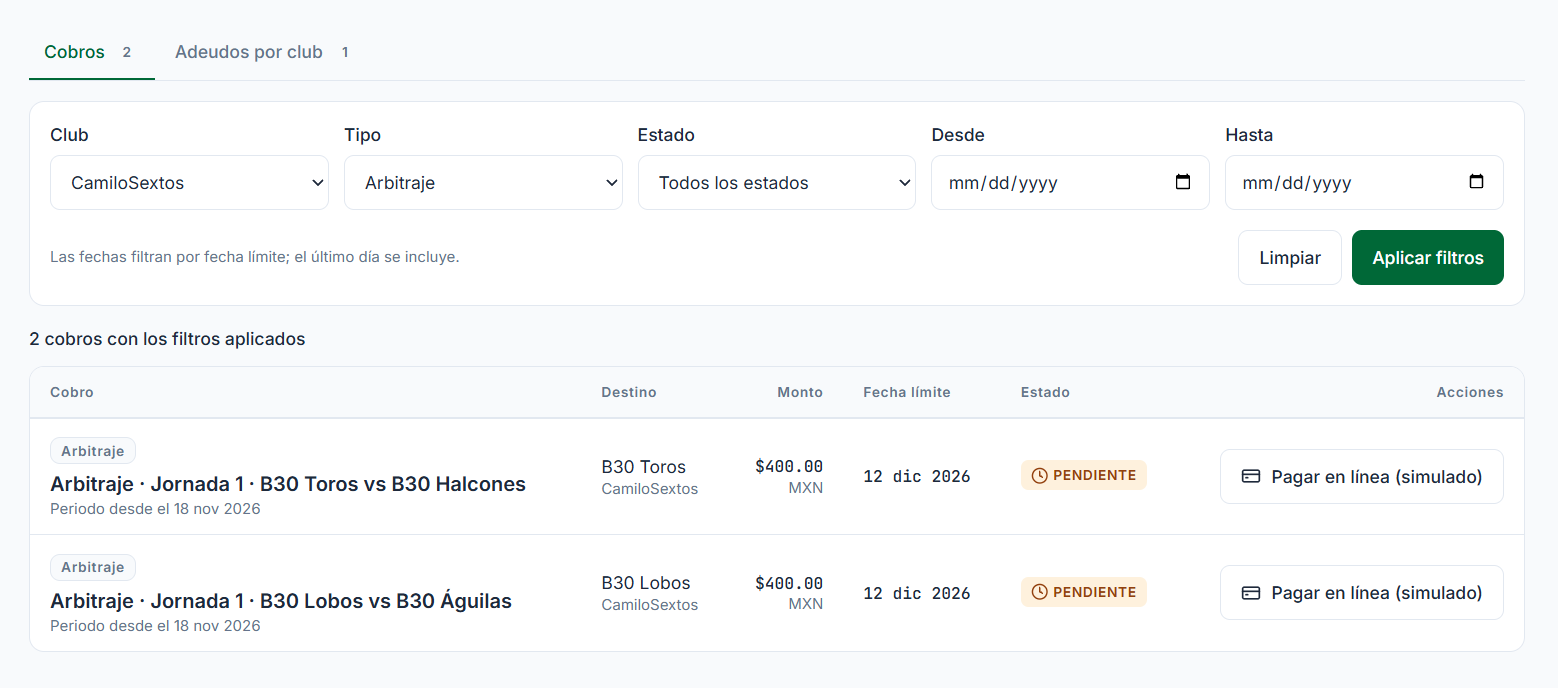 Cobros 2 Adeudos por club 1
Club Tipo Estado Desde Hasta
CamiloSextos Arbitraje Todos los estados mm/dd/yyyy mm/dd/yyyy
Las fechas filtran por fecha límite; el último día se incluye. Limpiar Aplicar filtros
2 cobros con los filtros aplicados
Cobro Destino Monto Fecha límite Estado Acciones
Arbitraje
Arbitraje · Jornada 1 · B30 Toros vs B30 Halcones
Periodo desde el 18 nov 2026
B30 Toros
CamiloSextos
$400.00
MXN
12 dic 2026
PENDIENTE
Pagar en línea (simulado)
Arbitraje
Arbitraje · Jornada 1 · B30 Lobos vs B30 Águilas
Periodo desde el 18 nov 2026
B30 Lobos
CamiloSextos
$400.00
MXN
12 dic 2026
PENDIENTE
Pagar en línea (simulado)